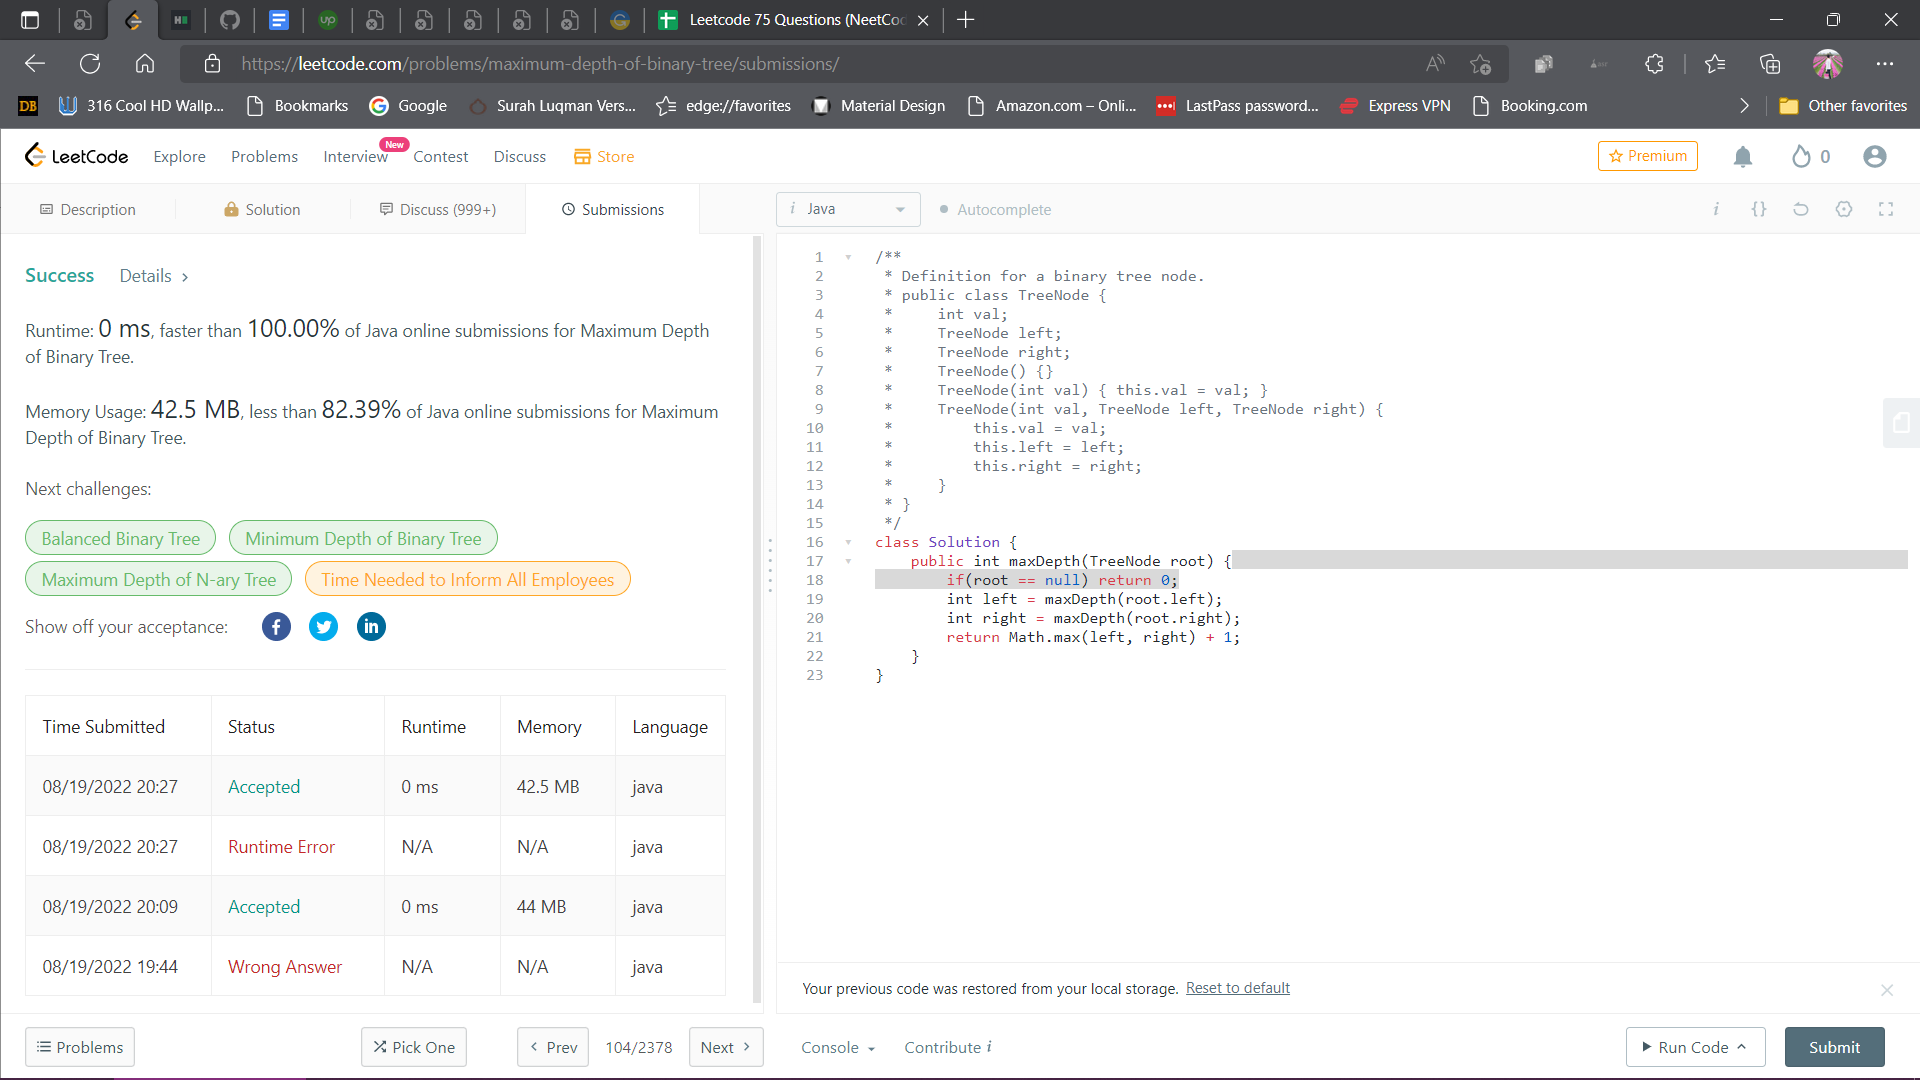 Leetcode 75 Questions (NeetCoc
https://leetcode.com/problems/maximum-depth-of-binary-tree/submissions/
DB
316 Cool HD Wallp...
Bookmarks
Google
Surah Luqman Vers...
edge://favorites
Material Design
Amazon.com – Onli...
LastPass password...
Express VPN
Booking.com
Other favorites
LeetCode
Explore
Problems
Interview
New
Contest
Discuss
Store
Premium
0
Description
Solution
Discuss (999+)
Submissions
i Java
Autocomplete
i
{}
Success
Details
Runtime: 0 ms, faster than 100.00% of Java online submissions for Maximum Depth
of Binary Tree.
Memory Usage: 42.5 MB, less than 82.39% of Java online submissions for Maximum
Depth of Binary Tree.
Next challenges:
Balanced Binary Tree
Minimum Depth of Binary Tree
Maximum Depth of N-ary Tree
Time Needed to Inform All Employees
Show off your acceptance:
Time Submitted Status Runtime Memory Language
08/19/2022 20:27 Accepted 0 ms 42.5 MB java
08/19/2022 20:27 Runtime Error N/A N/A java
08/19/2022 20:09 Accepted 0 ms 44 MB java
08/19/2022 19:44 Wrong Answer N/A N/A java
1 /**
2 * Definition for a binary tree node.
3 * public class TreeNode {
4 *     int val;
5 *     TreeNode left;
6 *     TreeNode right;
7 *     TreeNode() {}
8 *     TreeNode(int val) { this.val = val; }
9 *     TreeNode(int val, TreeNode left, TreeNode right) {
10 *         this.val = val;
11 *         this.left = left;
12 *         this.right = right;
13 *     }
14 * }
15 */
16 class Solution {
17     public int maxDepth(TreeNode root) {
18         if(root == null) return 0;
19         int left = maxDepth(root.left);
20         int right = maxDepth(root.right);
21         return Math.max(left, right) + 1;
22     }
23 }
Your previous code was restored from your local storage. Reset to default
Problems
Pick One
Prev
104/2378
Next
Console
Contribute i
Run Code
Submit